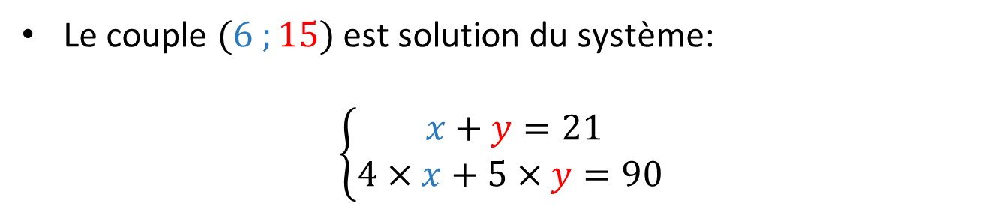 • Le couple (6 ; 15) est solution du système:
x + y = 21
4 × x + 5 × y = 90